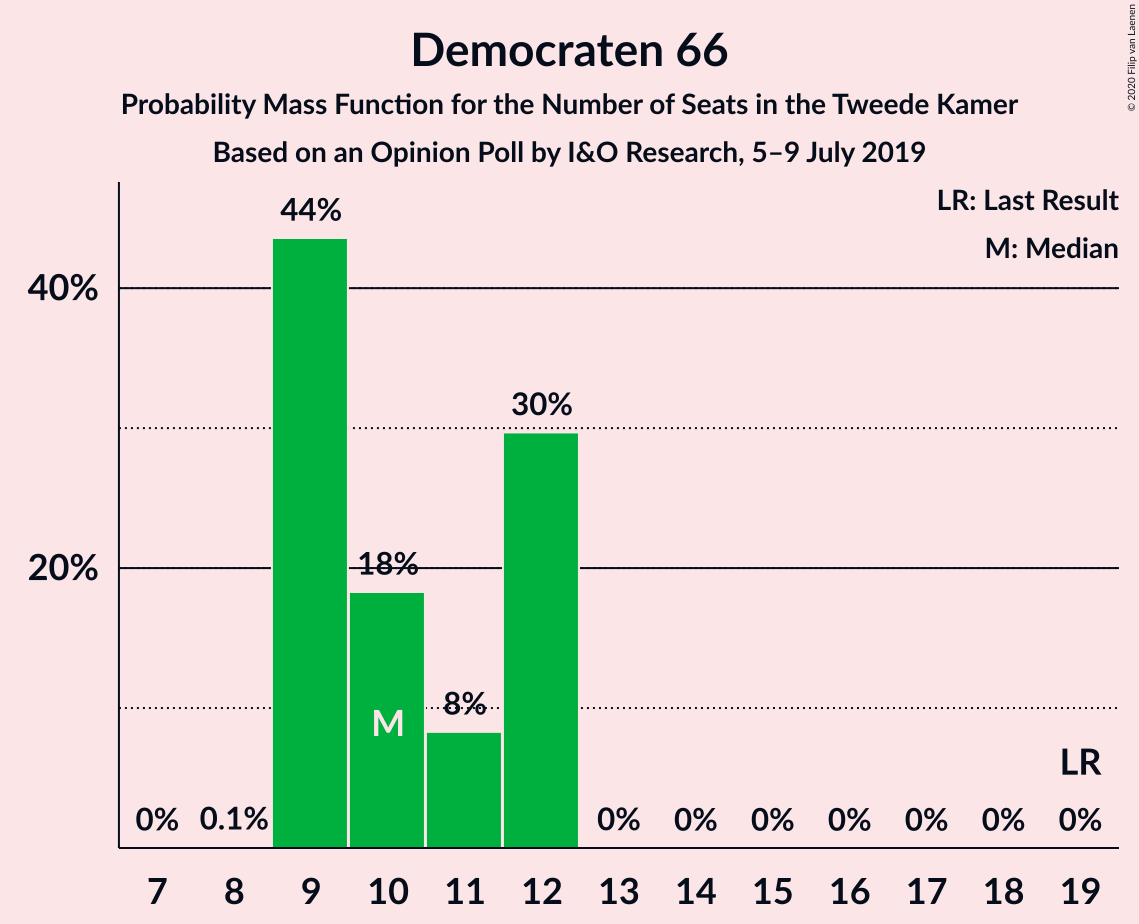 Democraten 66
Probability Mass Function for the Number of Seats in the Tweede Kamer
Based on an Opinion Poll by I&O Research, 5–9 July 2019
© 2020 Filip van Laenen
LR: Last Result
M: Median
44%
40%
30%
20%
18%
8%
M
LR
0% 0.1% 0% 0% 0% 0% 0% 0% 0%
7 8 9 10 11 12 13 14 15 16 17 18 19